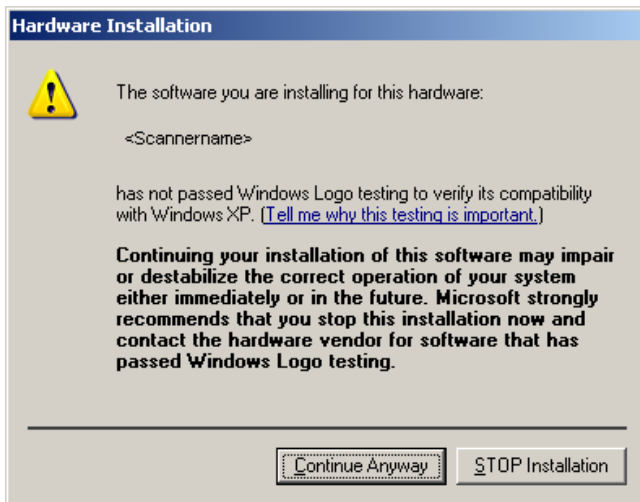 Hardware Installation
The software you are installing for this hardware:
<Scannername>
has not passed Windows Logo testing to verify its compatibility
with Windows XP. (Tell me why this testing is important.)
Continuing your installation of this software may impair
or destabilize the correct operation of your system
either immediately or in the future. Microsoft strongly
recommends that you stop this installation now and
contact the hardware vendor for software that has
passed Windows Logo testing.
Continue Anyway
STOP Installation